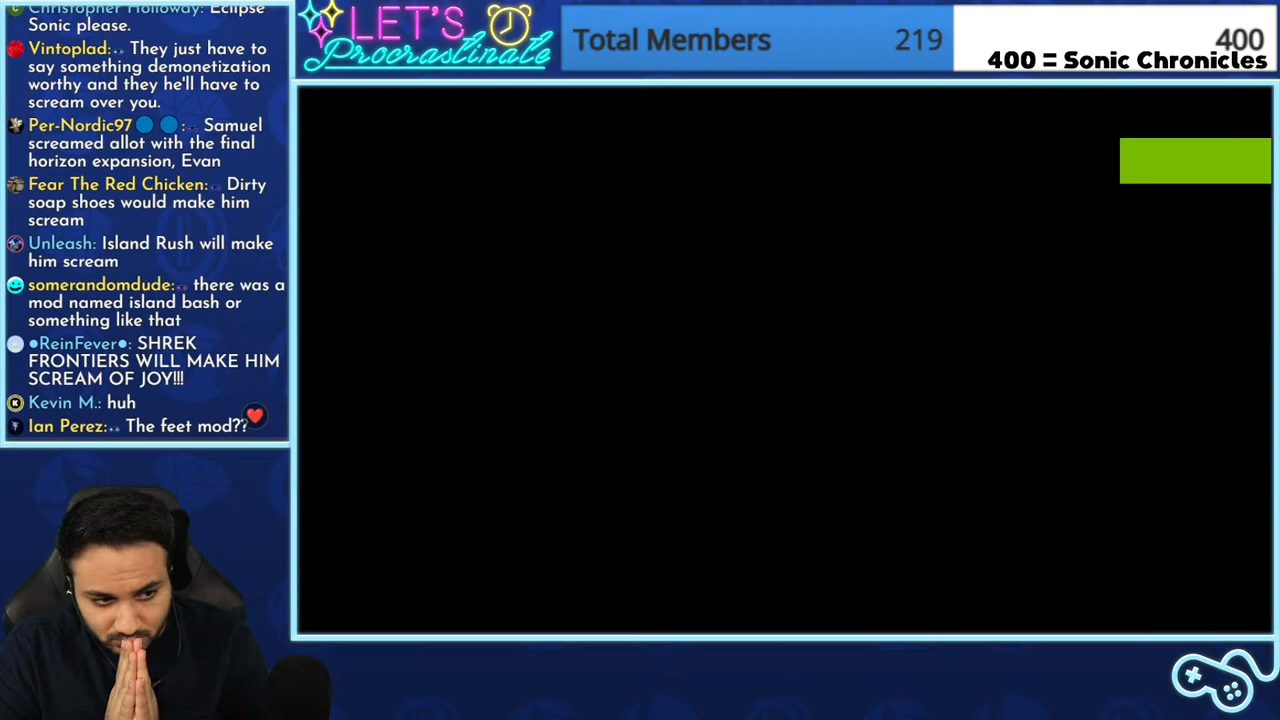 Christopher Holloway: Eclipse
Sonic please.
Vintoplad: They just have to
say something demonetization
worthy and they he'll have to
scream over you.
Per-Nordic97 : Samuel
screamed allot with the final
horizon expansion, Evan
Fear The Red Chicken: Dirty
soap shoes would make him
scream
Unleash: Island Rush will make
him scream
somerandomdude: there was a
mod named island bash or
something like that
●ReinFever●: SHREK
FRONTIERS WILL MAKE HIM
SCREAM OF JOY!!!
Kevin M.: huh
Ian Perez: The feet mod??
LET'S
Procrastinate
Total Members 219
400
400 = Sonic Chronicles